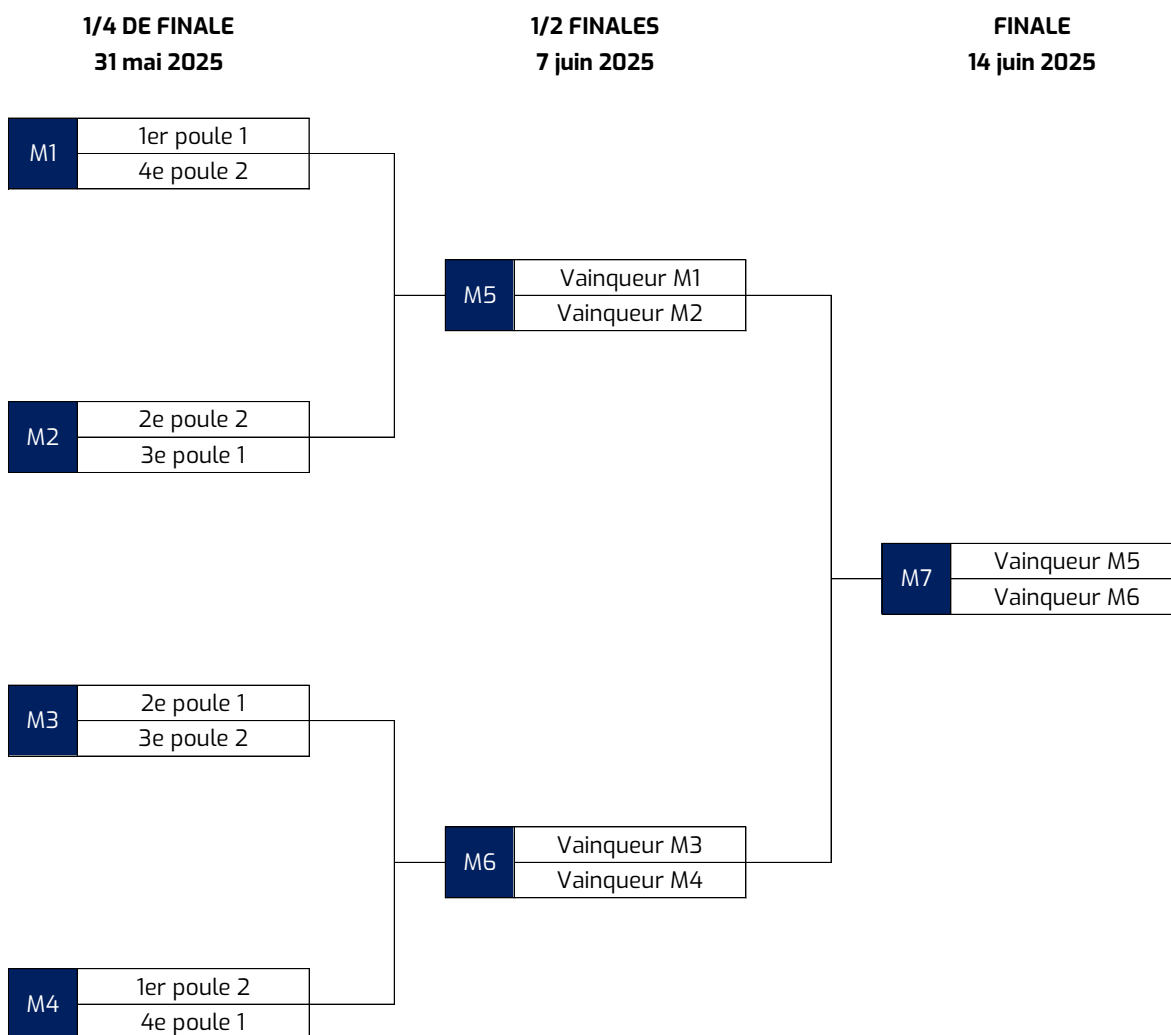 1/4 DE FINALE
31 mai 2025
1/2 FINALES
7 juin 2025
FINALE
14 juin 2025
M1
1er poule 1
4e poule 2
M5
Vainqueur M1
Vainqueur M2
M2
2e poule 2
3e poule 1
M7
Vainqueur M5
Vainqueur M6
M3
2e poule 1
3e poule 2
M6
Vainqueur M3
Vainqueur M4
M4
1er poule 2
4e poule 1